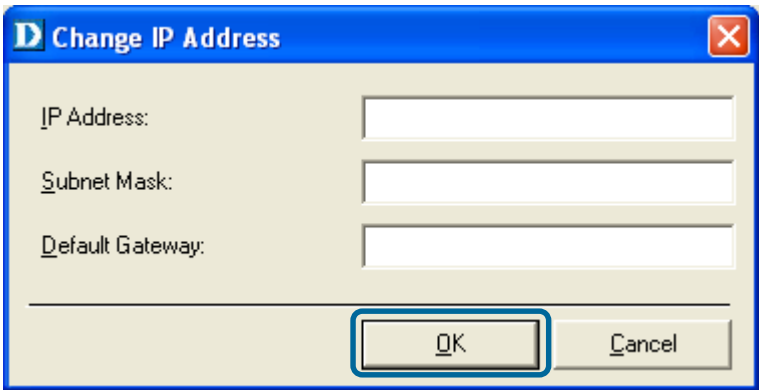 D Change IP Address
IP Address:
Subnet Mask:
Default Gateway:
OK Cancel